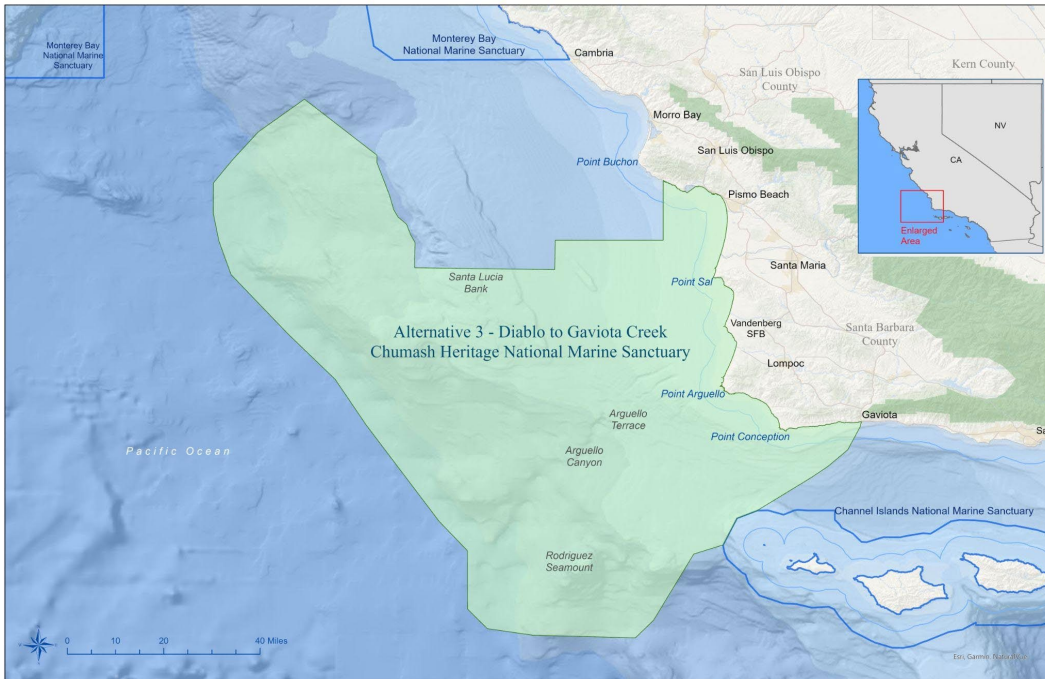 Monterey Bay
National Marine
Sanctuary
Monterey Bay
National Marine Sanctuary
Cambria
San Luis Obispo
County
Kern County
Morro Bay
San Luis Obispo
Point Buchon
Pismo Beach
NV
CA
Enlarged
Area
Santa Lucia
Bank
Point Sal
Santa Maria
Vandenberg
SFB
Santa Barbara
County
Alternative 3 - Diablo to Gaviota Creek
Chumash Heritage National Marine Sanctuary
Lompoc
Point Arguello
Arguello
Terrace
Gaviota
Point Conception
Sa
Pacific Ocean
Arguello
Canyon
Channel Islands National Marine Sanctuary
Rodriguez
Seamount
0 10 20 40 Miles
Esri, Garmin,